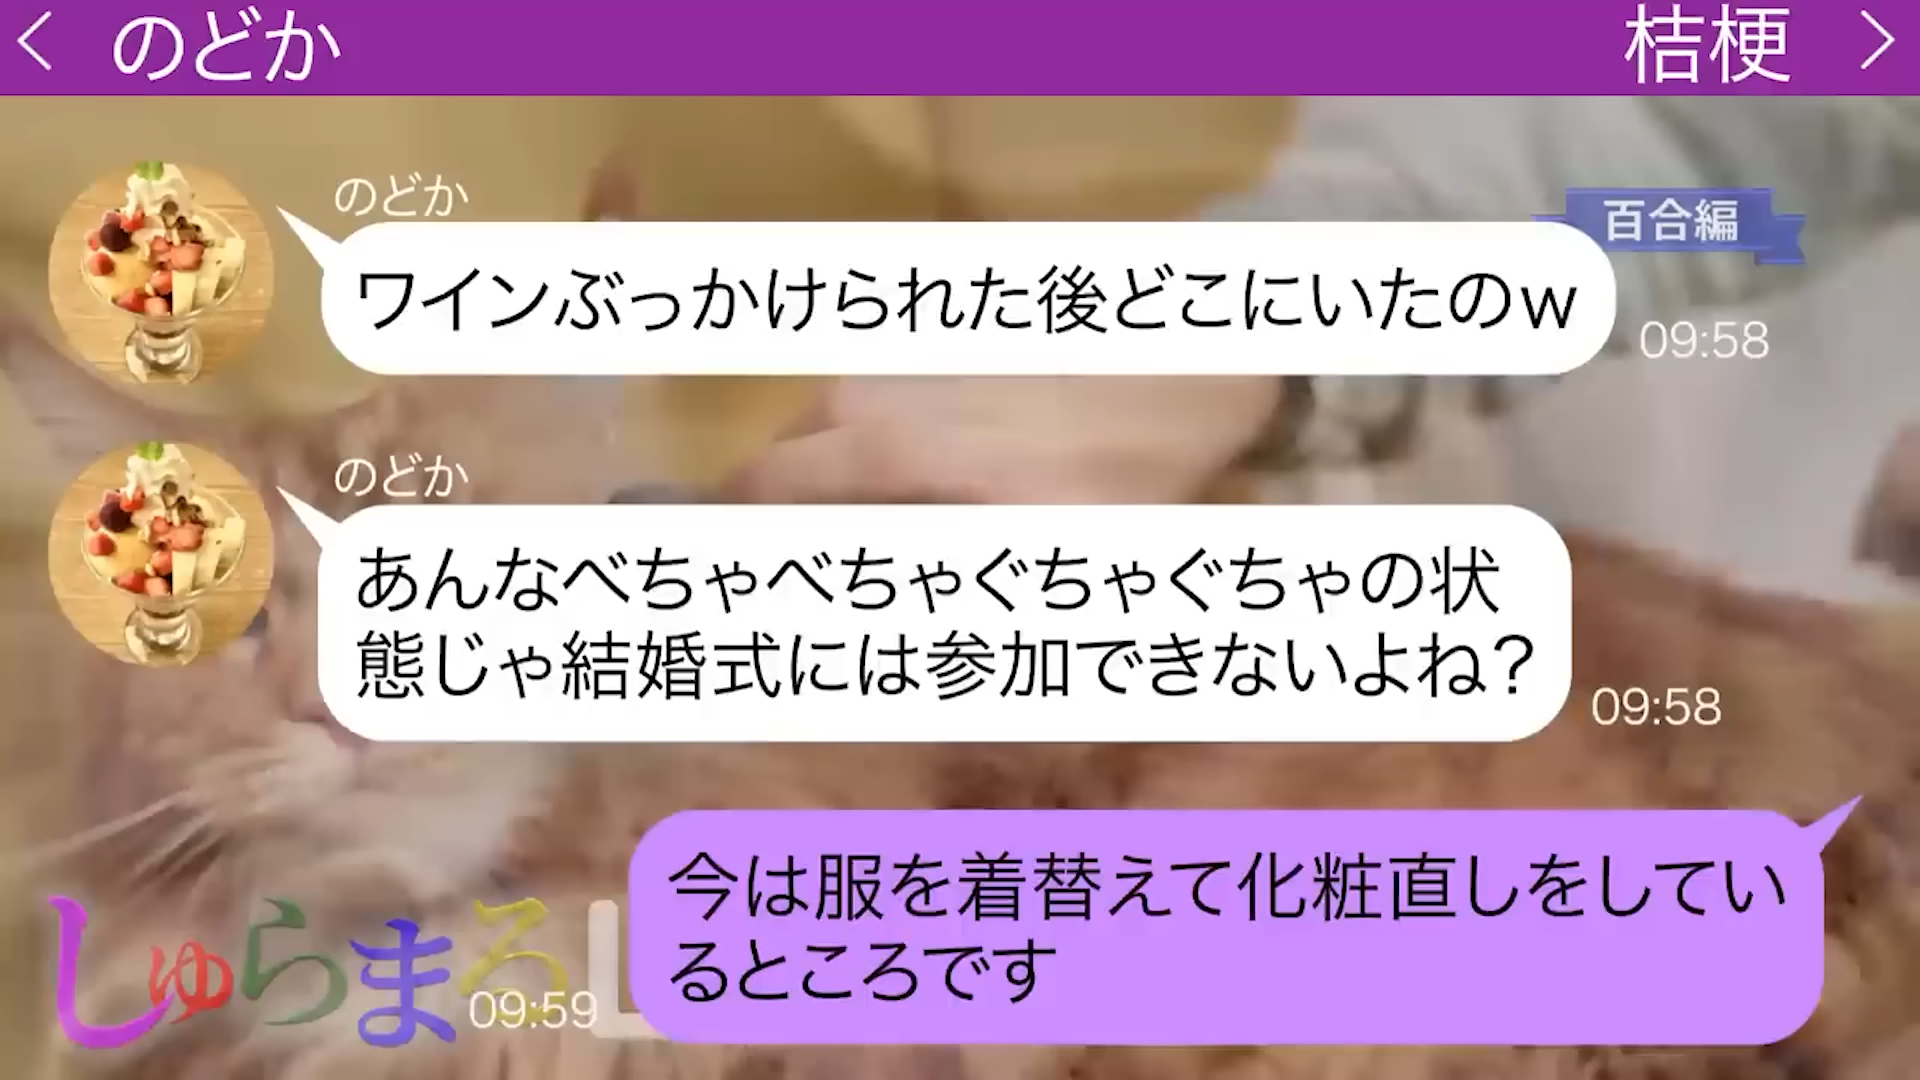 のどか
桔梗
のどか
百合編
ワインぶっかけられた後どこにいたのw
09:58
のどか
あんなべちゃべちゃぐちゃぐちゃの状
態じゃ結婚式には参加できないよね？
09:58
今は服を着替えて化粧直しをしてい
るところです
しゅらまろ
09:59